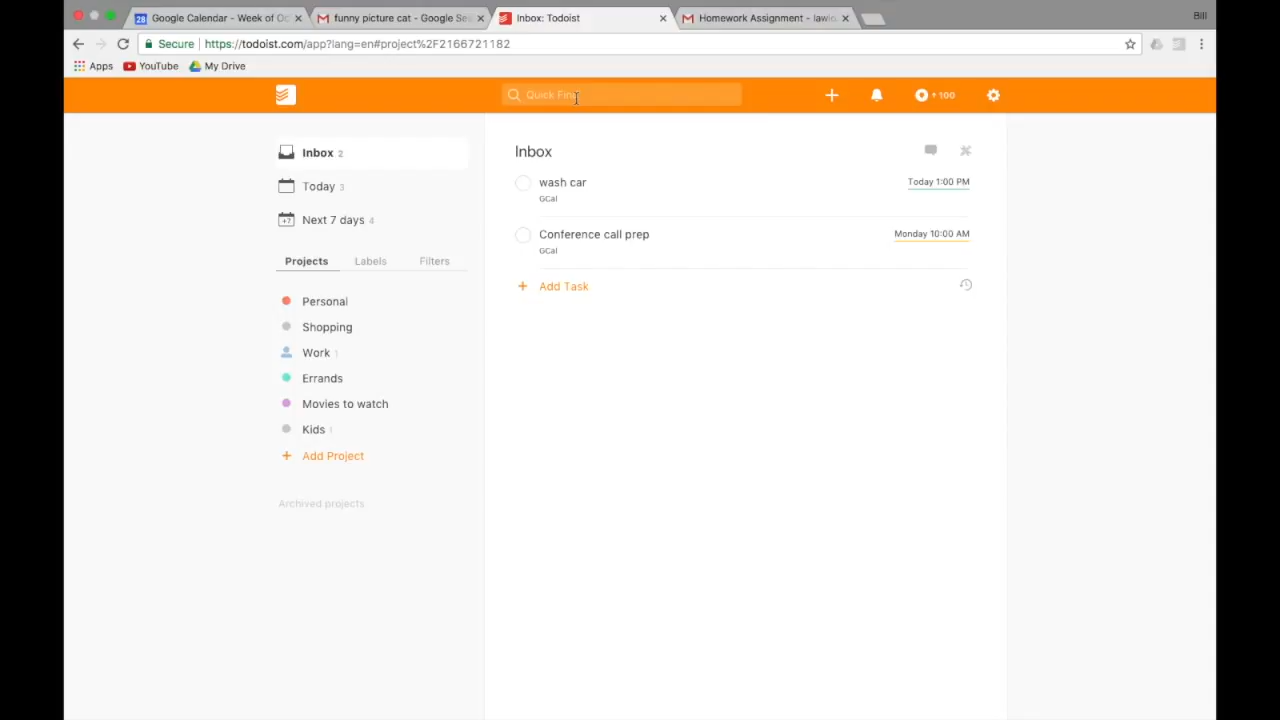 28 Google Calendar - Week of Oc
funny picture cat - Google Se
Inbox: Todoist
Homework Assignment - lawlo
Bill
Secure https://todoist.com/app?lang=en#project%2F2166721182
Apps YouTube My Drive
Quick Find
+ 100
Inbox 2
Today 3
+7 Next 7 days 4
Projects Labels Filters
Personal
Shopping
Work 1
Errands
Movies to watch
Kids 1
+ Add Project
Archived projects
Inbox
wash car Today 1:00 PM
GCal
Conference call prep Monday 10:00 AM
GCal
+ Add Task